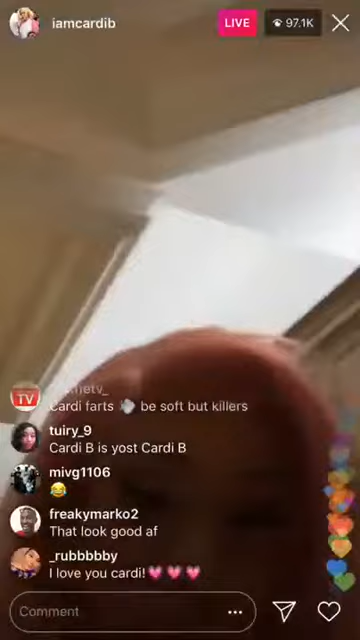 iamcardib
LIVE
97.1K
Cardi farts 💨 be soft but killers
TV
tuiry_9
Cardi B is yost Cardi B
mivg1106
😂
freakymarko2
That look good af
_rubbbbby
I love you cardi!💗💗💗
Comment